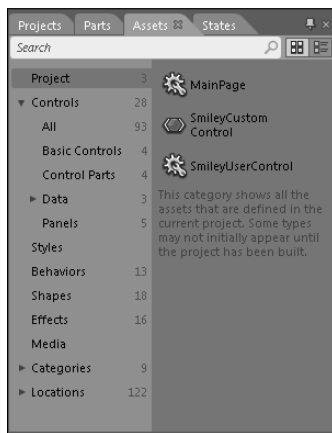 Projects Parts Assets States
Search
Project 3
Controls 28
All 93
Basic Controls 4
Control Parts 4
Data 3
Panels 5
Styles
Behaviors 13
Shapes 18
Effects 16
Media
Categories 9
Locations 122
MainPage
SmileyCustom
Control
SmileyUserControl
This category shows all the
assets that are defined in the
current project. Some types
may not initially appear until
the project has been built.